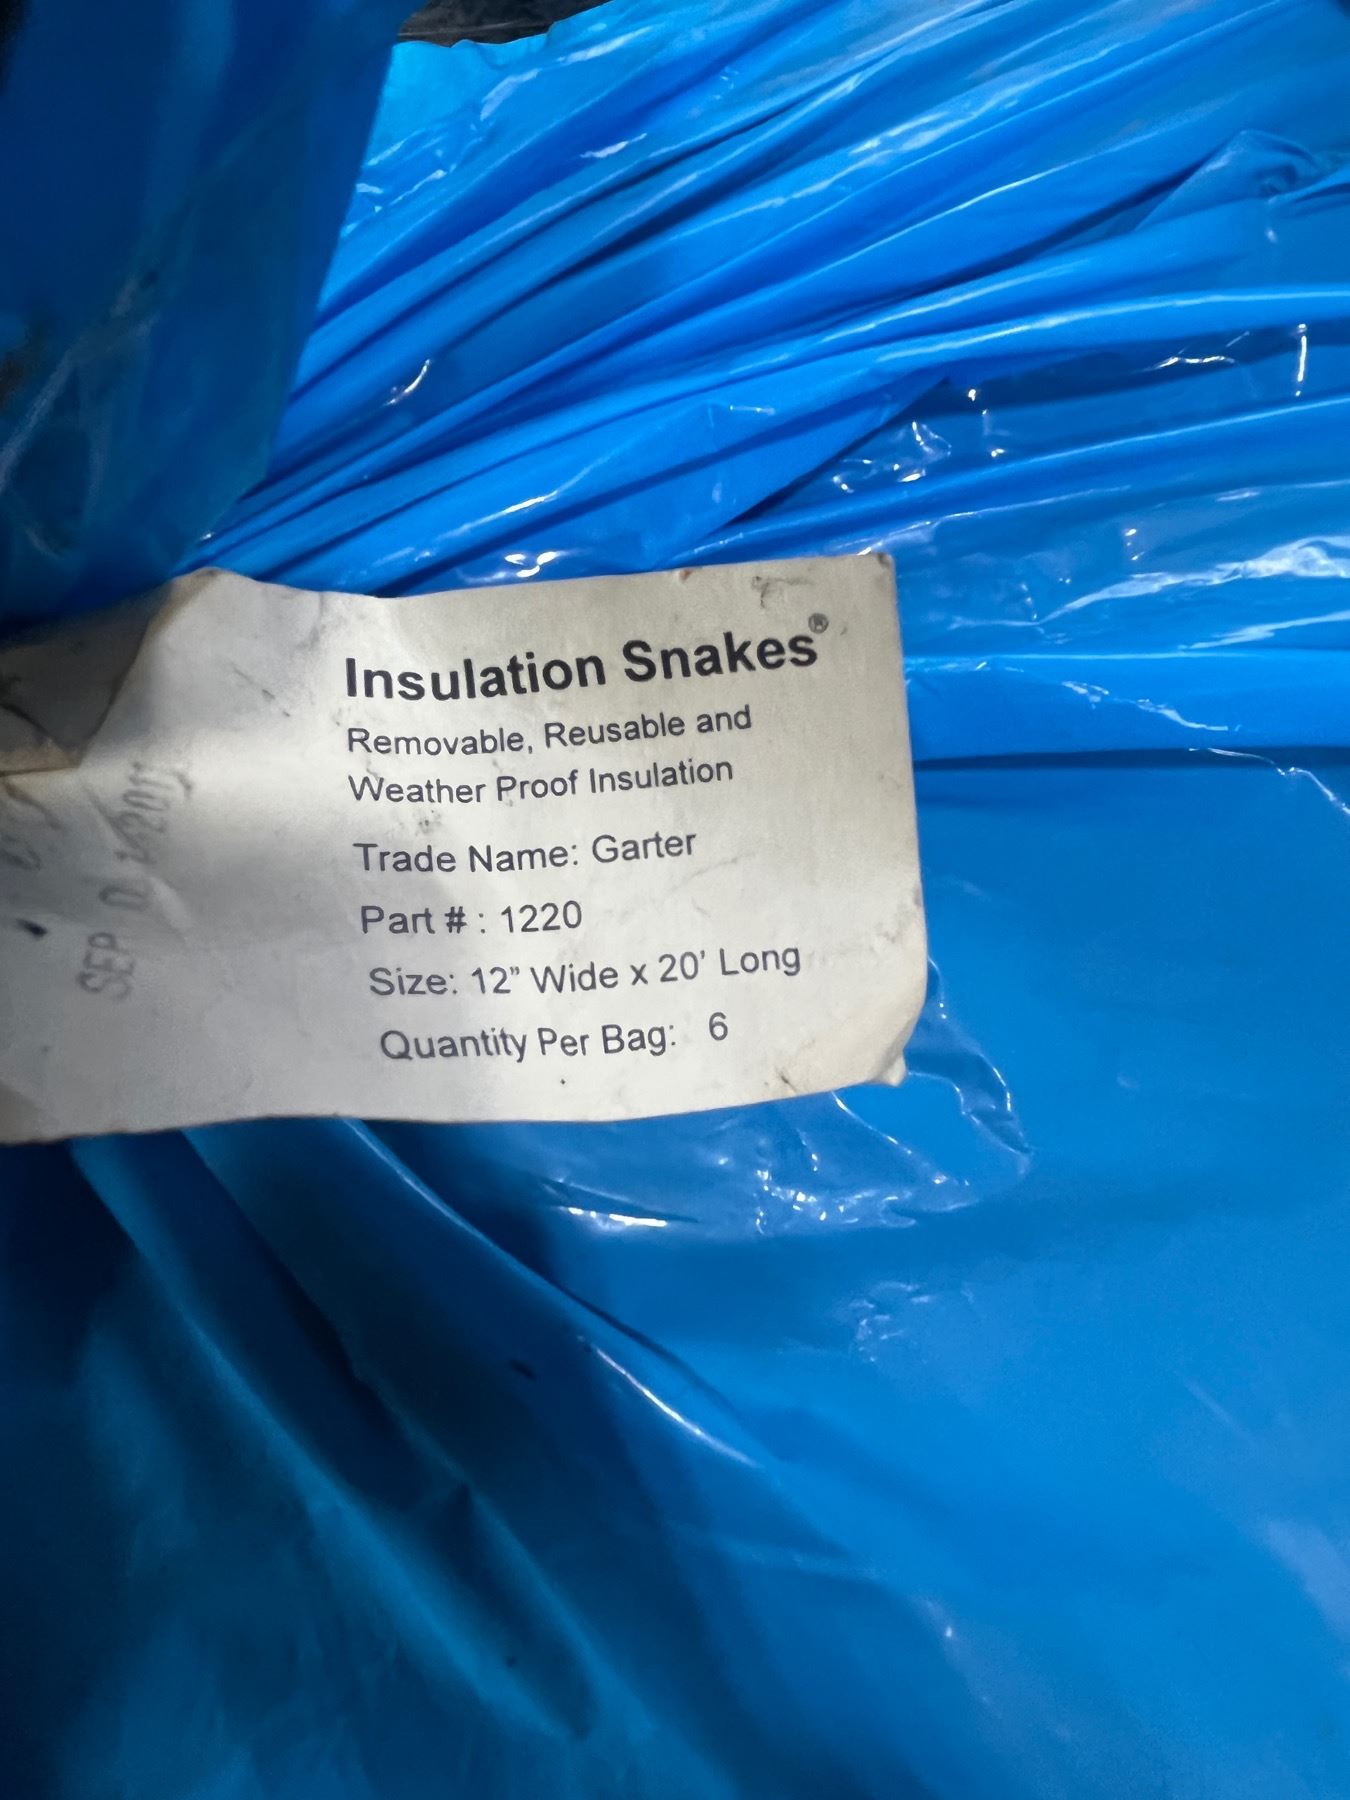 Insulation Snakes®
Removable, Reusable and
Weather Proof Insulation
Trade Name: Garter
Part # : 1220
Size: 12" Wide x 20' Long
Quantity Per Bag: 6
SEP